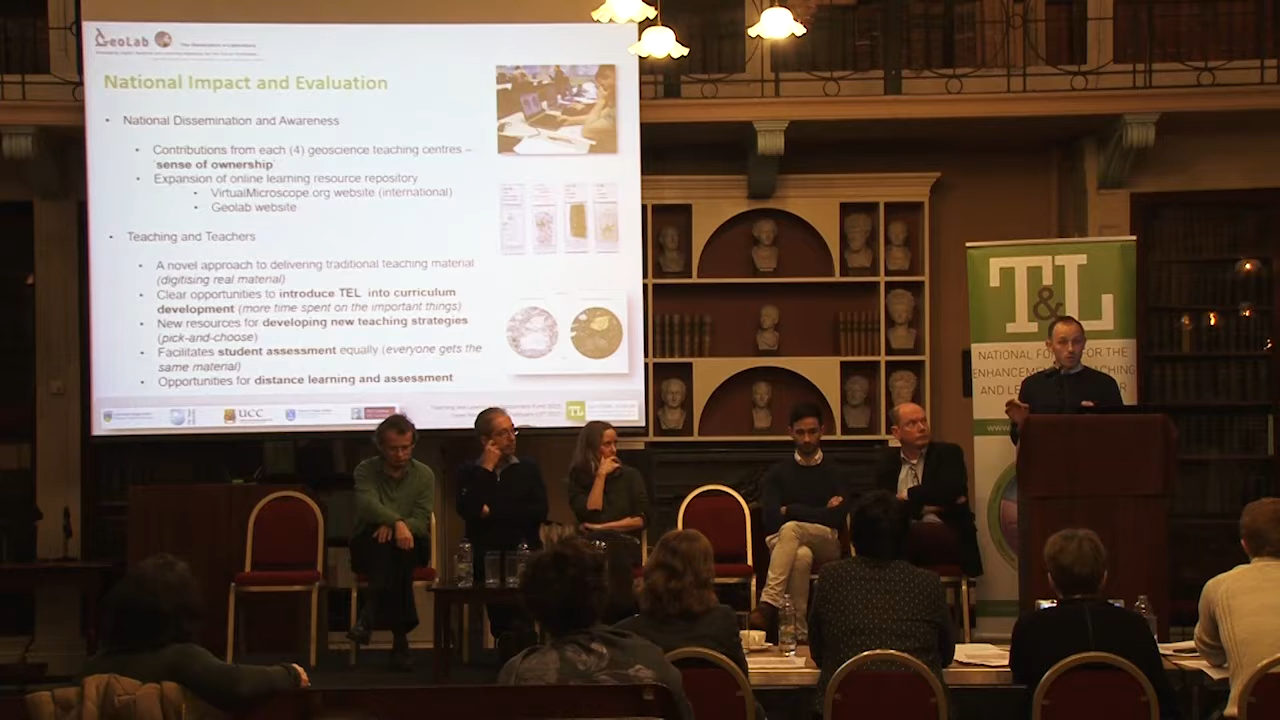 GeoLab
National Impact and Evaluation
• National Dissemination and Awareness
• Contributions from each (4) geoscience teaching centres –
'sense of ownership'
• Expansion of online learning resource repository
• VirtualMicroscope.org website (international)
• Geolab website
• Teaching and Teachers
• A novel approach to delivering traditional teaching material
(digitising real material)
• Clear opportunities to introduce TEL into curriculum
development (more time spent on the important things)
• New resources for developing new teaching strategies
(pick-and-choose)
• Facilitates student assessment equally (everyone gets the
same material)
• Opportunities for distance learning and assessment
UCC
T&L
T&L
NATIONAL FOR THE
TEACHING
AND